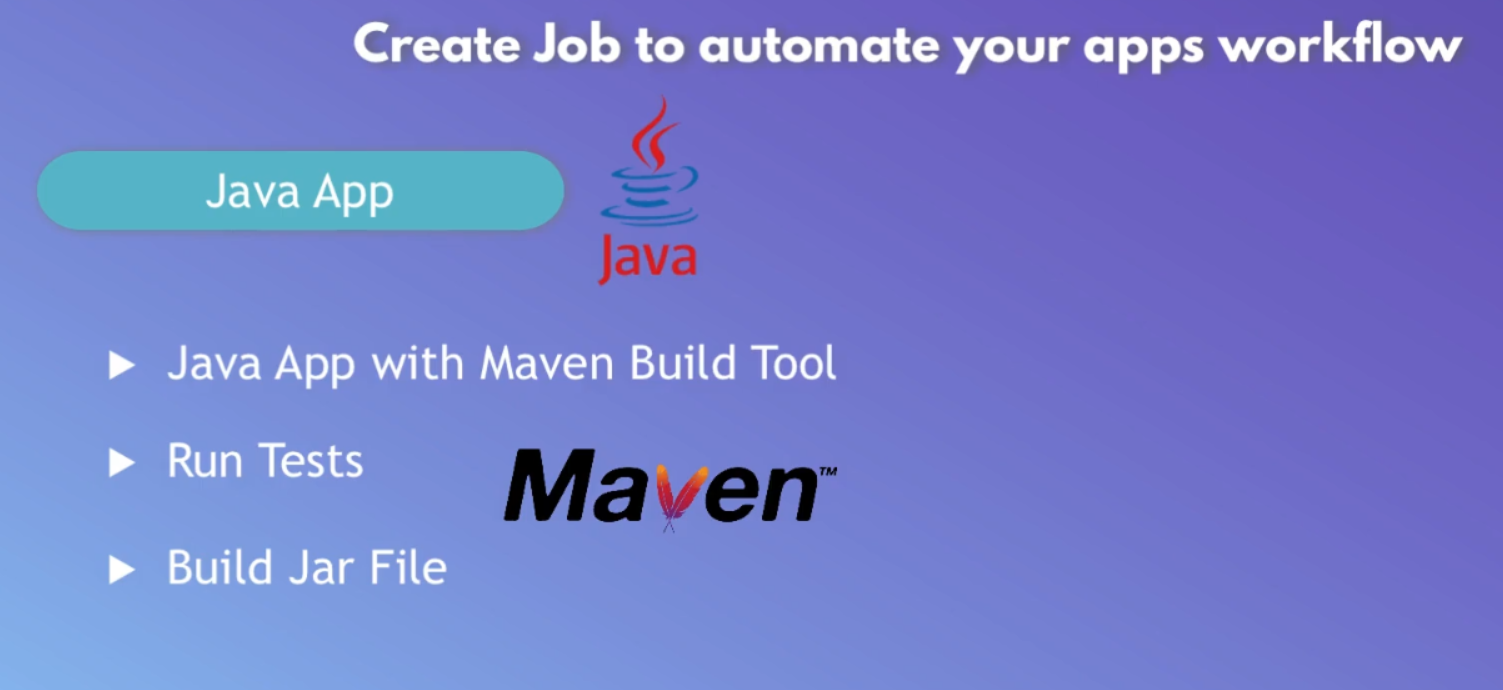 Create Job to automate your apps workflow
Java App
Java
Java App with Maven Build Tool
Run Tests
Maven™
Build Jar File